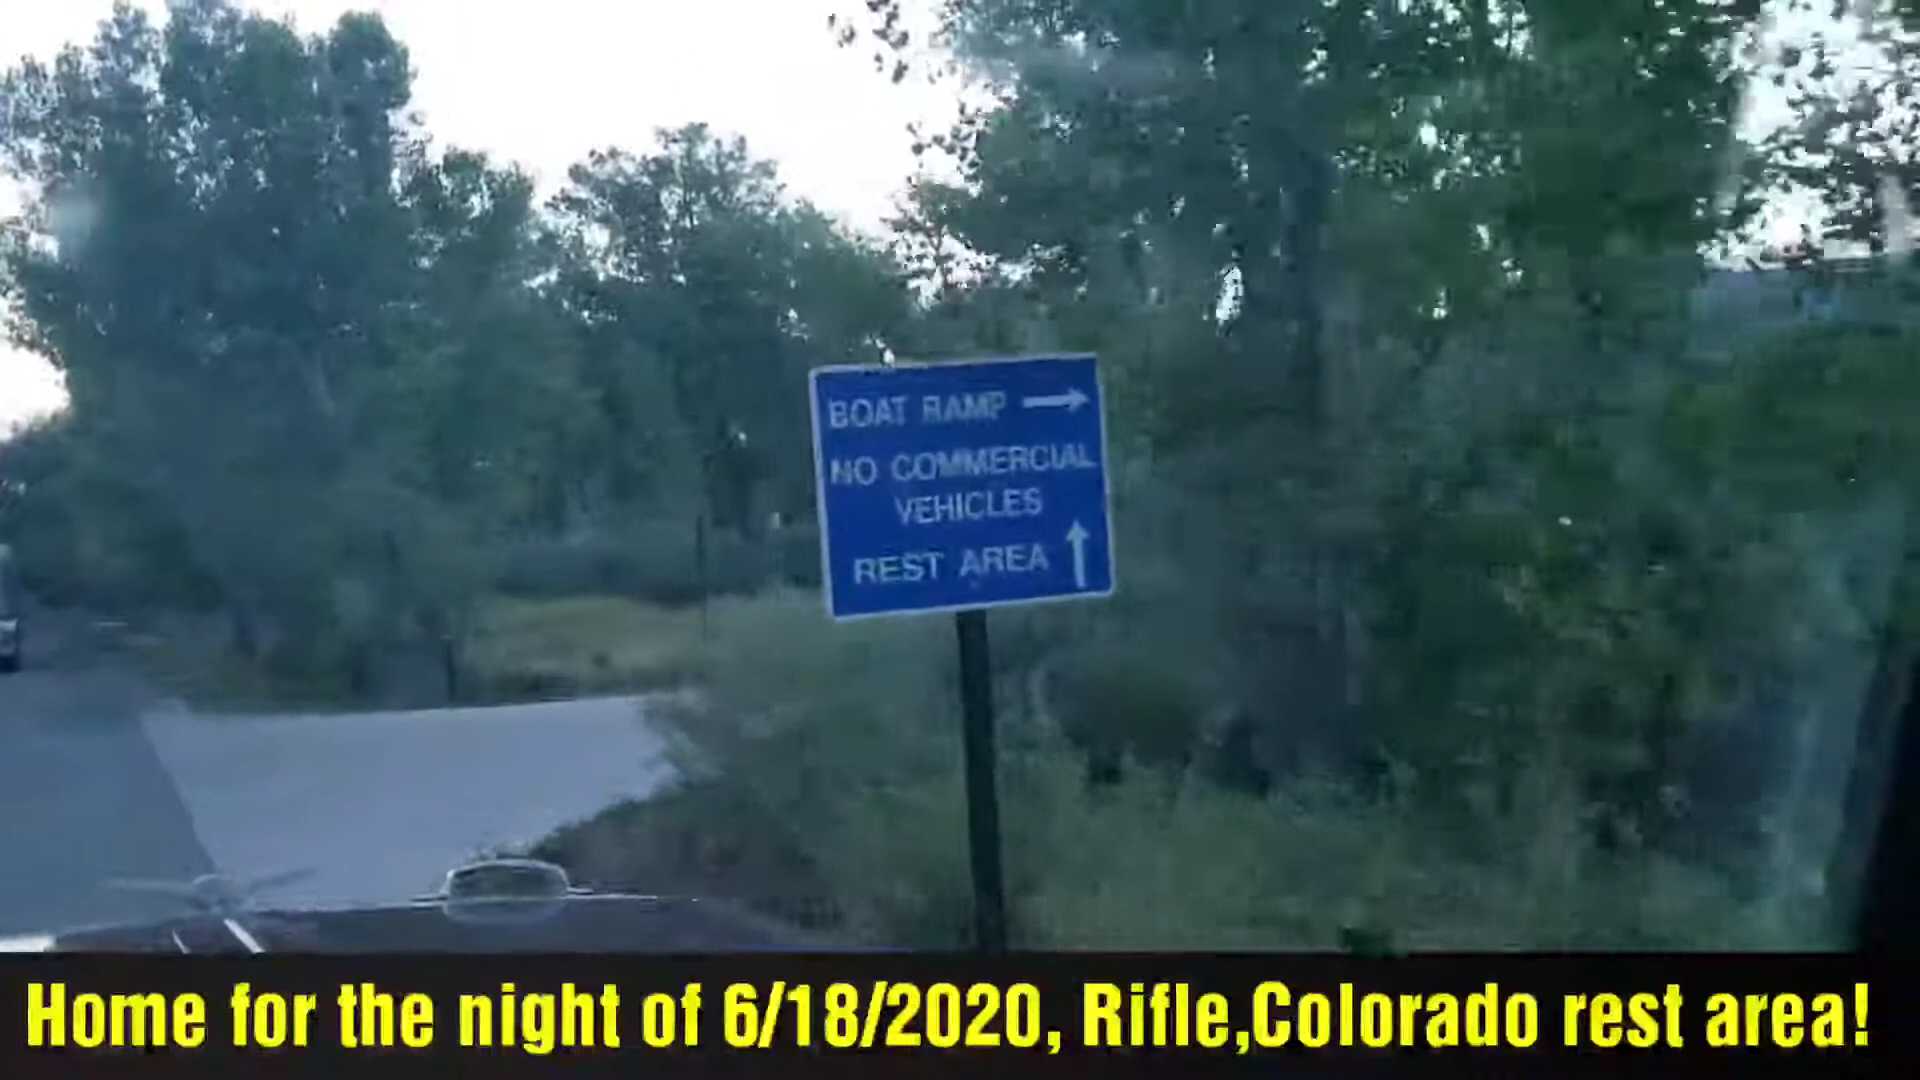 BOAT RAMP →
NO COMMERCIAL
VEHICLES
REST AREA ↑
Home for the night of 6/18/2020, Rifle,Colorado rest area!